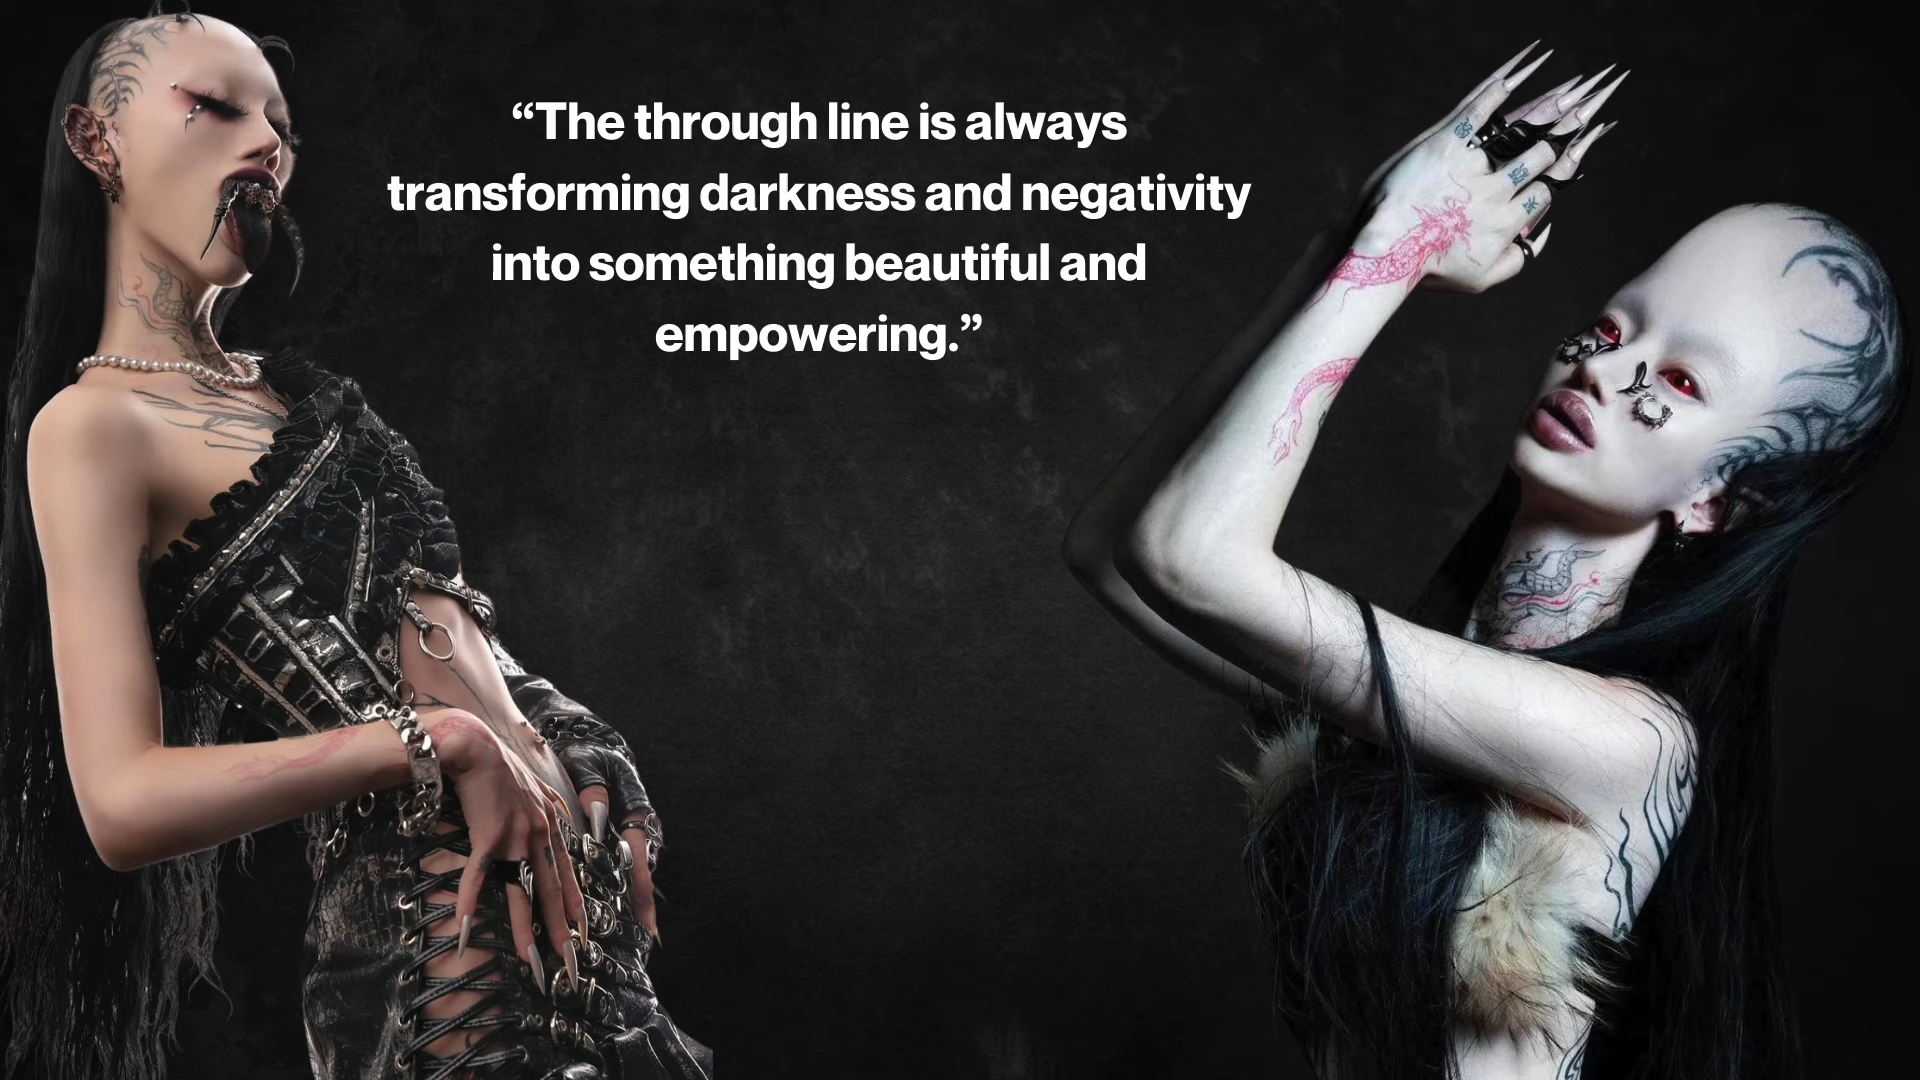 “The through line is always
transforming darkness and negativity
into something beautiful and
empowering.”